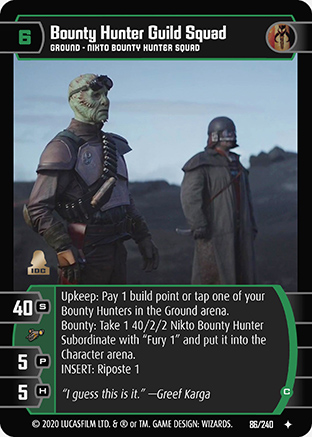 6
Bounty Hunter Guild Squad
GROUND - NIKTO BOUNTY HUNTER SQUAD
IDC
40 S
5 P
5 H
Upkeep: Pay 1 build point or tap one of your
Bounty Hunters in the Ground arena.
Bounty: Take 1 40/2/2 Nikto Bounty Hunter
Subordinate with “Fury 1” and put it into the
Character arena.
INSERT: Riposte 1
“I guess this is it.” —Greef Karga
C
© 2020 LUCASFILM LTD. & ® or TM. GAME DESIGN: WIZARDS.
86/240